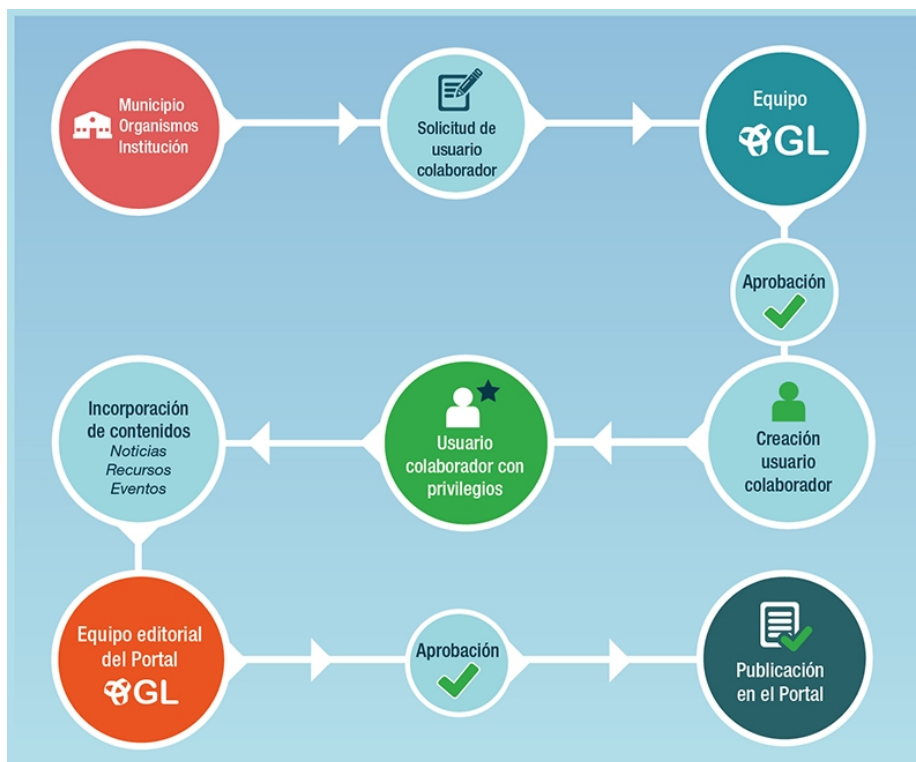 Municipio
Organismos
Institución
Solicitud de
usuario
colaborador
Equipo
GL
Aprobación
Creación
usuario
colaborador
Usuario
colaborador con
privilegios
Incorporación
de contenidos
Noticias
Recursos
Eventos
Equipo editorial
del Portal
GL
Aprobación
Publicación
en el Portal